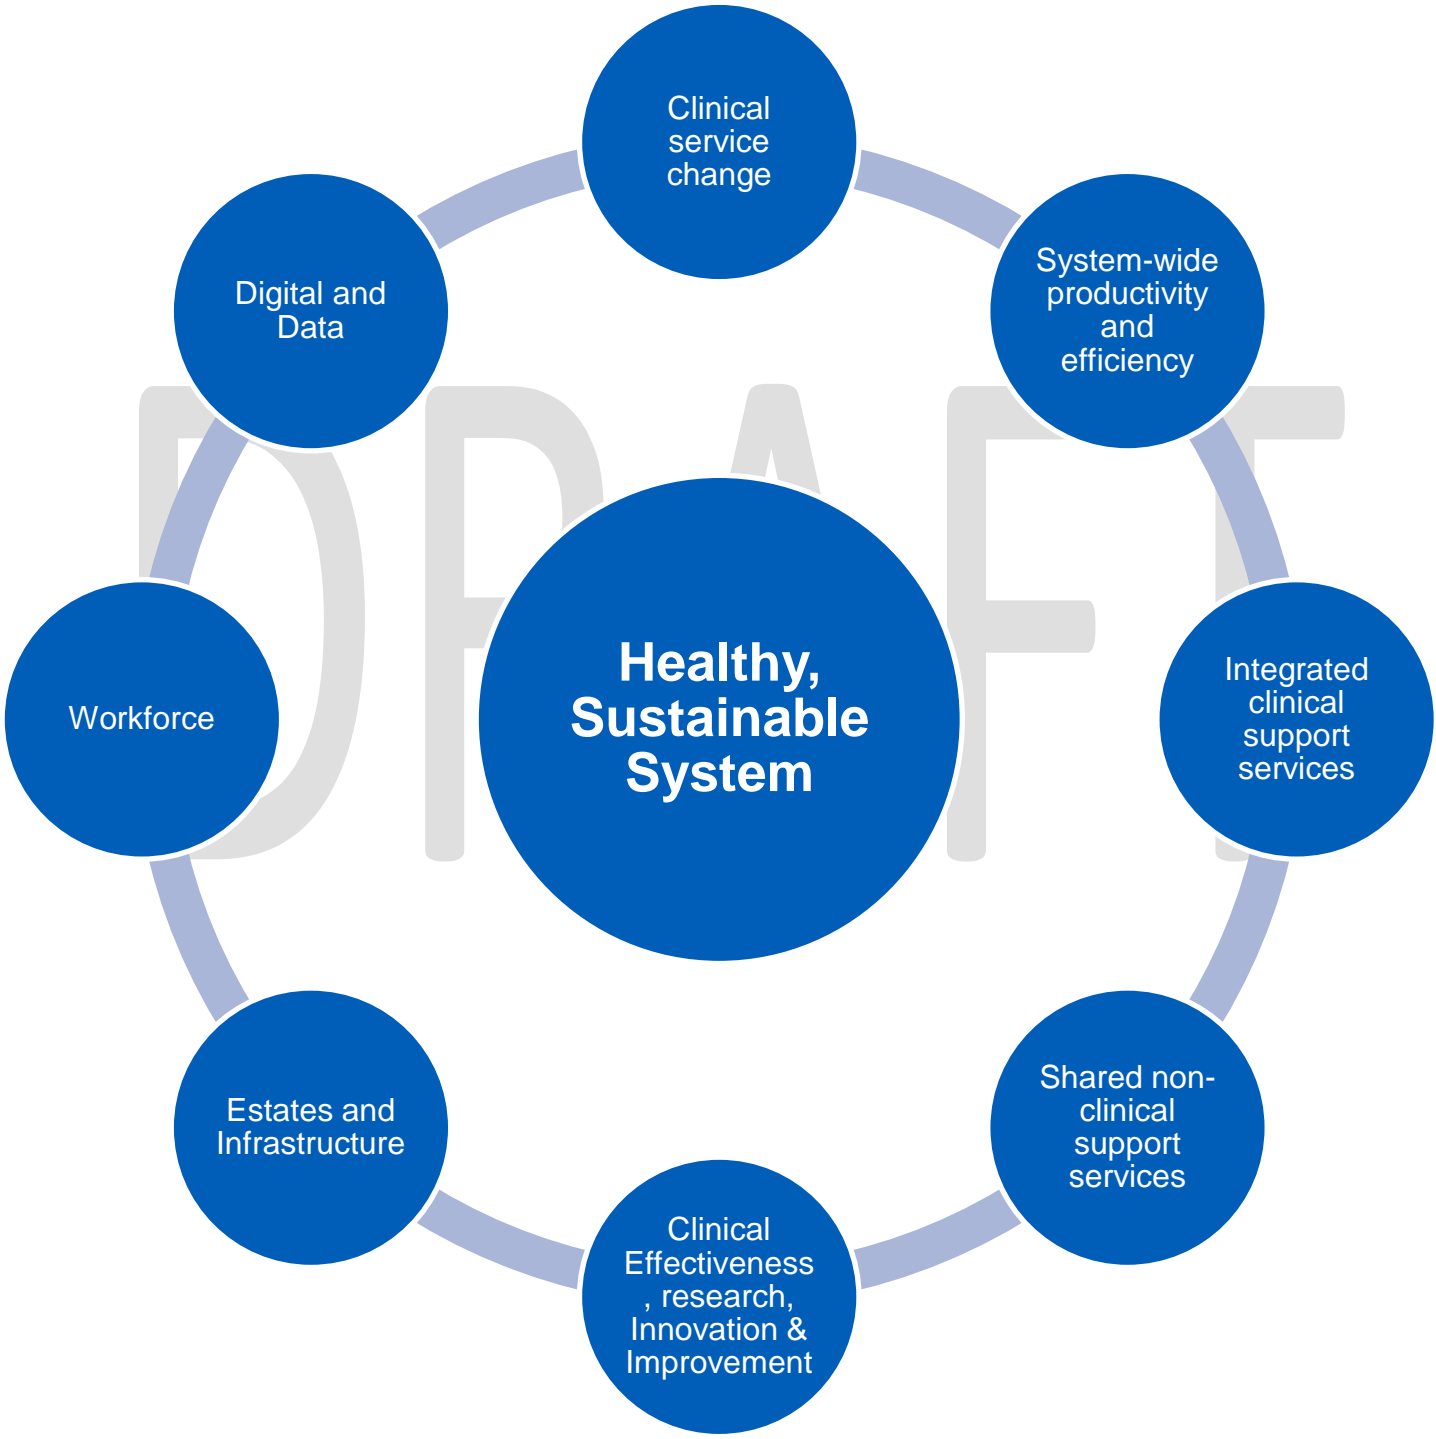 Clinical
service
change
System-wide
productivity
and
efficiency
Digital and
Data
DRAFT
Healthy,
Sustainable
System
Workforce
Integrated
clinical
support
services
Shared non-
clinical
support
services
Estates and
Infrastructure
Clinical
Effectiveness
, research,
Innovation &
Improvement